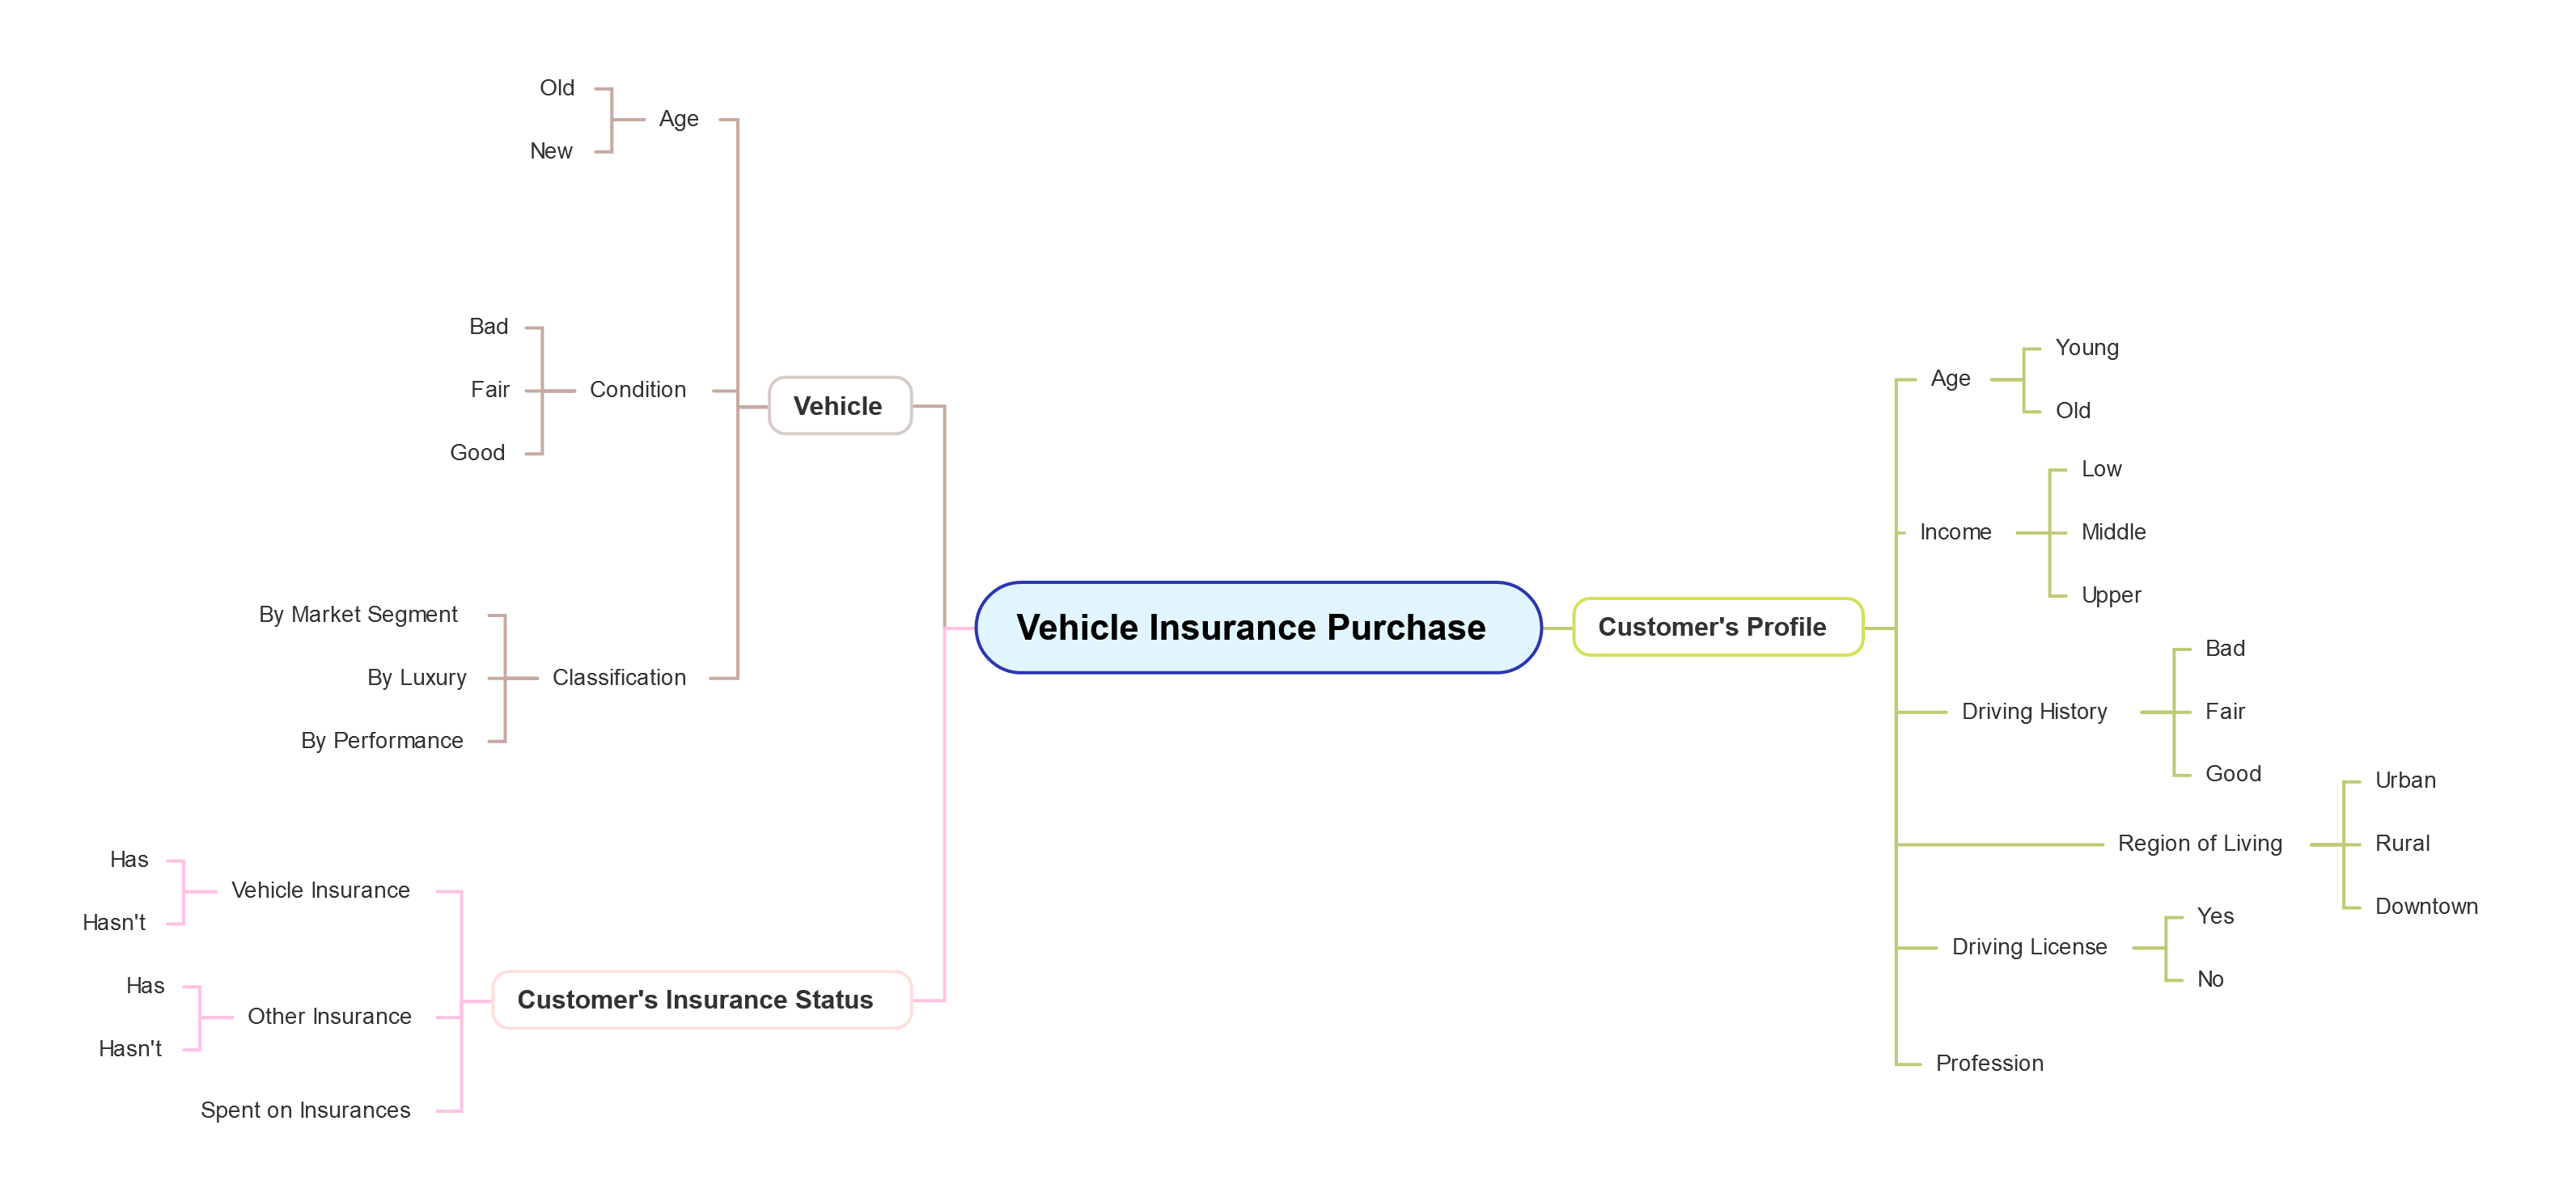 Old
Age
New
Bad
Fair
Condition
Good
Vehicle
By Market Segment
By Luxury
Classification
By Performance
Has
Vehicle Insurance
Hasn't
Has
Other Insurance
Hasn't
Spent on Insurances
Customer's Insurance Status
Vehicle Insurance Purchase
Customer's Profile
Age
Young
Old
Income
Low
Middle
Upper
Driving History
Bad
Fair
Good
Region of Living
Urban
Rural
Downtown
Driving License
Yes
No
Profession